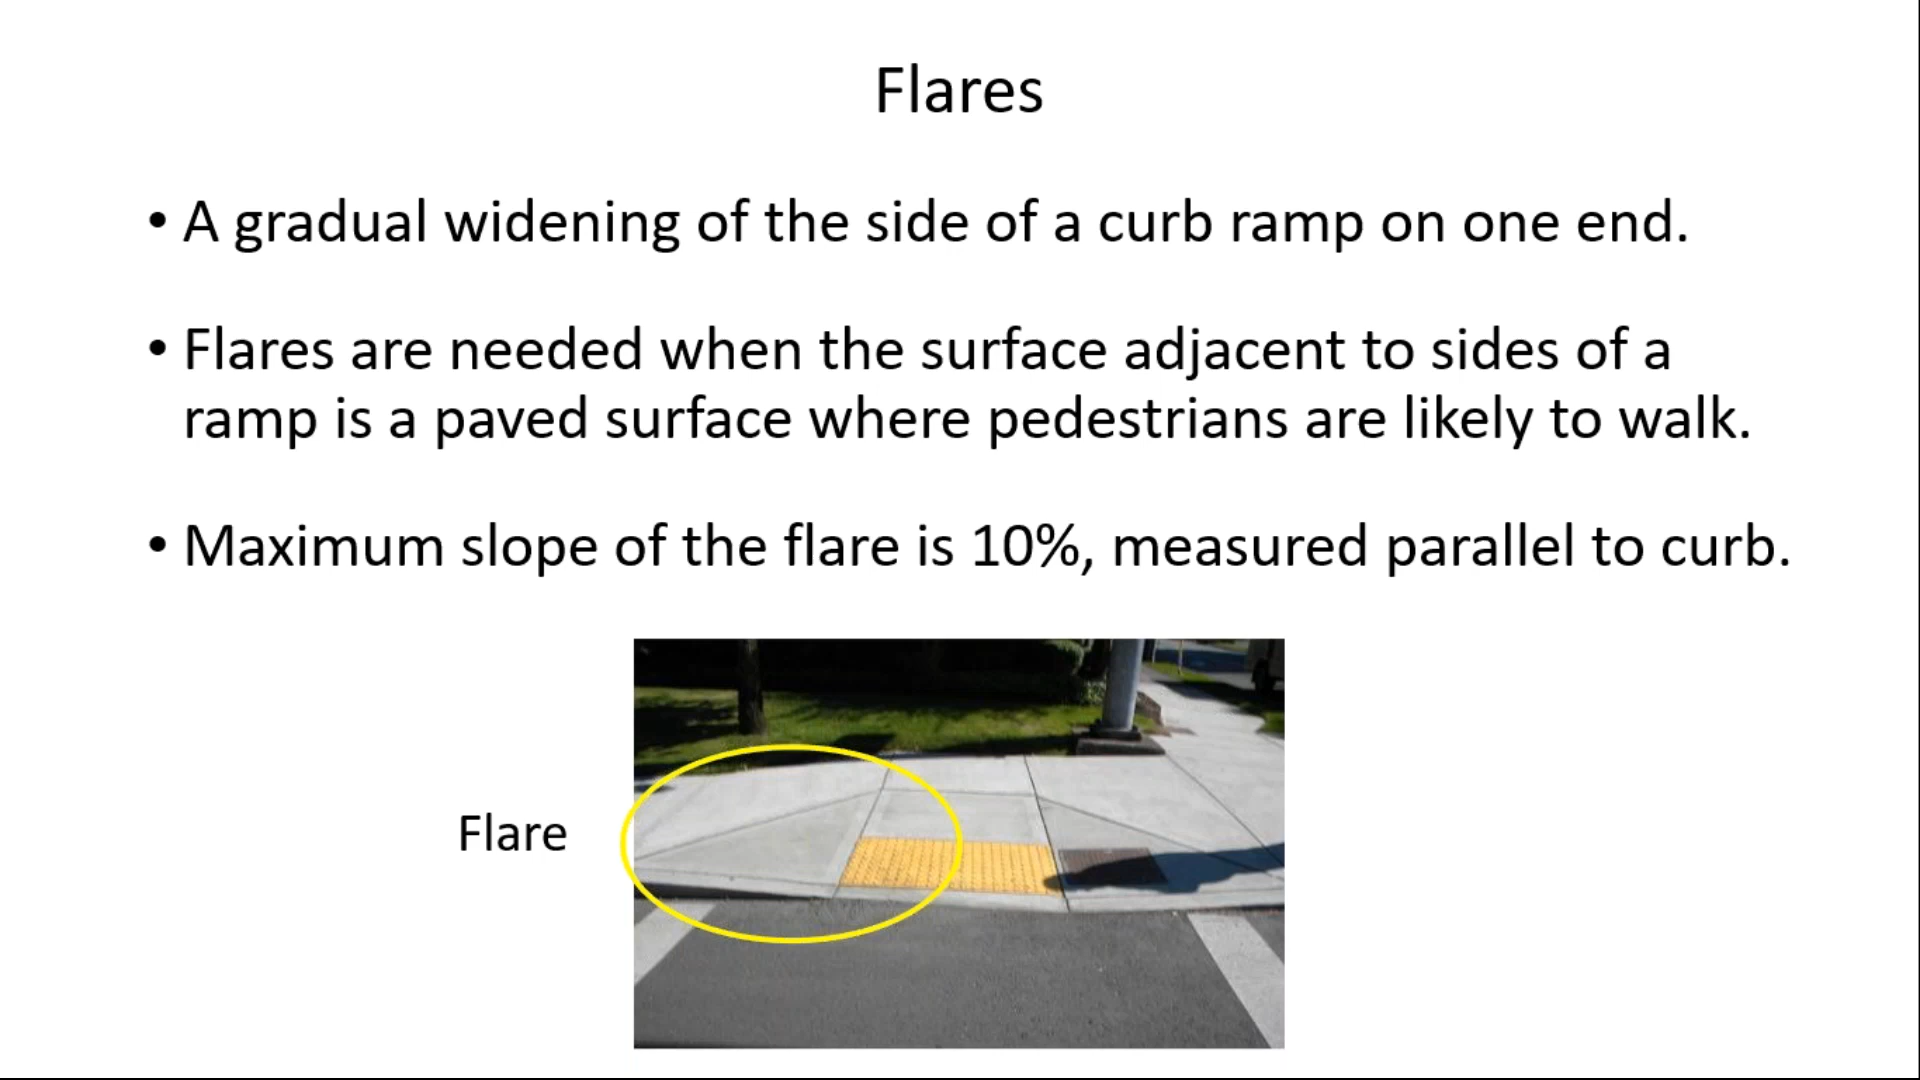 Flares
• A gradual widening of the side of a curb ramp on one end.
• Flares are needed when the surface adjacent to sides of a
ramp is a paved surface where pedestrians are likely to walk.
• Maximum slope of the flare is 10%, measured parallel to curb.
Flare